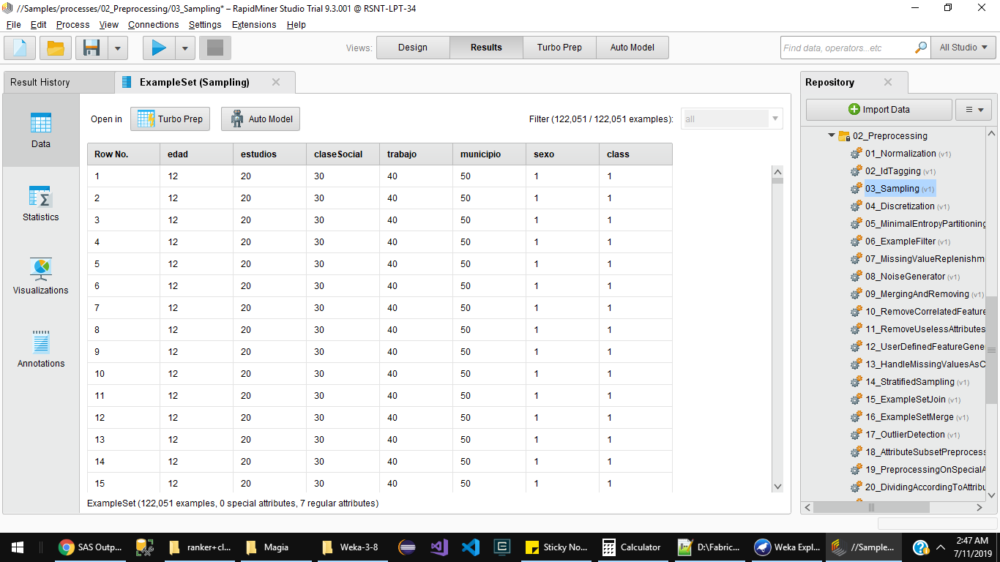 //Samples/processes/02_Preprocessing/03_Sampling* – RapidMiner Studio Trial 9.3.001 @ RSNT-LPT-34
File Edit Process View Connections Settings Extensions Help
Views: Design Results Turbo Prep Auto Model Find data, operators...etc All Studio
Result History ExampleSet (Sampling)
Open in Turbo Prep Auto Model Filter (122,051 / 122,051 examples): all
Data
Statistics
Visualizations
Annotations
Row No. edad estudios claseSocial trabajo municipio sexo class
1 12 20 30 40 50 1 1
2 12 20 30 40 50 1 1
3 12 20 30 40 50 1 1
4 12 20 30 40 50 1 1
5 12 20 30 40 50 1 1
6 12 20 30 40 50 1 1
7 12 20 30 40 50 1 1
8 12 20 30 40 50 1 1
9 12 20 30 40 50 1 1
10 12 20 30 40 50 1 1
11 12 20 30 40 50 1 1
12 12 20 30 40 50 1 1
13 12 20 30 40 50 1 1
14 12 20 30 40 50 1 1
15 12 20 30 40 50 1 1
ExampleSet (122,051 examples, 0 special attributes, 7 regular attributes)
Repository
Import Data
02_Preprocessing
01_Normalization (v1)
02_IdTagging (v1)
03_Sampling (v1)
04_Discretization (v1)
05_MinimalEntropyPartitioning
06_ExampleFilter (v1)
07_MissingValueReplenishm
08_NoiseGenerator (v1)
09_MergingAndRemoving (v1)
10_RemoveCorrelatedFeature
11_RemoveUselessAttributes
12_UserDefinedFeatureGene
13_HandleMissingValuesAsC
14_StratifiedSampling (v1)
15_ExampleSetJoin (v1)
16_ExampleSetMerge (v1)
17_OutlierDetection (v1)
18_AttributeSubsetPreprocess
19_PreprocessingOnSpecialA
20_DividingAccordingToAttribu
SAS Outp... ranker+cl... Magia Weka-3-8 Sticky No... Calculator D:\Fabric... Weka Expl... //Sample...
2:47 AM
7/11/2019